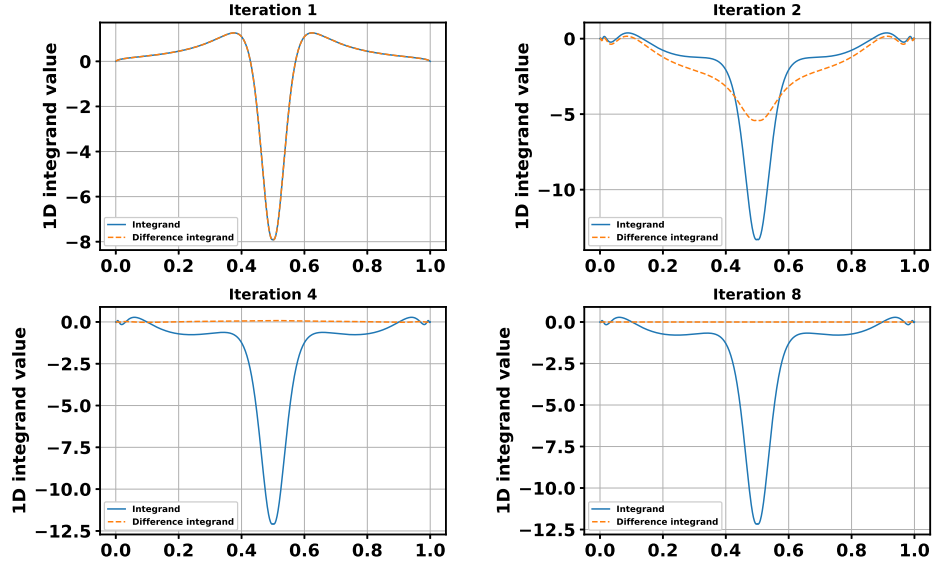 Iteration 1
1D integrand value
0
−2
−4
−6
−8
Integrand
Difference integrand
0.0 0.2 0.4 0.6 0.8 1.0
Iteration 2
1D integrand value
0
−5
−10
Integrand
Difference integrand
0.0 0.2 0.4 0.6 0.8 1.0
Iteration 4
1D integrand value
0.0
−2.5
−5.0
−7.5
−10.0
−12.5
Integrand
Difference integrand
0.0 0.2 0.4 0.6 0.8 1.0
Iteration 8
1D integrand value
0.0
−2.5
−5.0
−7.5
−10.0
−12.5
Integrand
Difference integrand
0.0 0.2 0.4 0.6 0.8 1.0